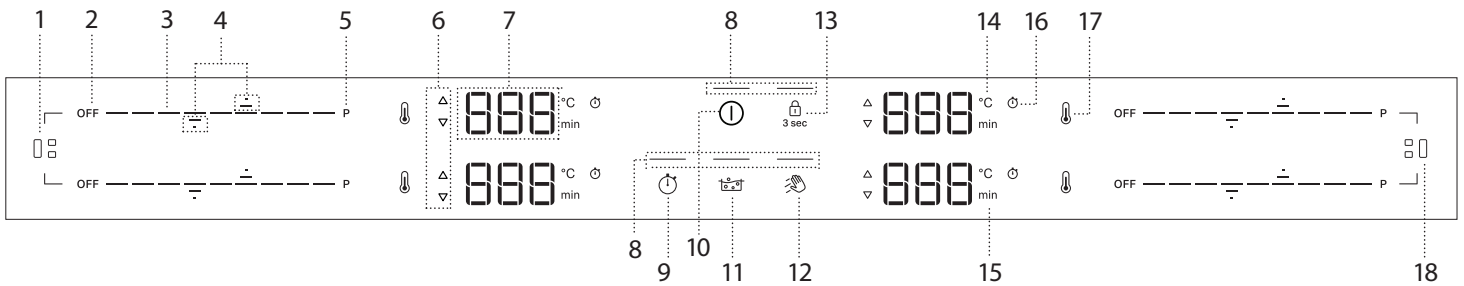 1 2 3 4 5 6 7 8 13 14 16 17
OFF P 888 °C 3 sec 888 °C OFF P
min min
OFF P 888 °C 888 °C OFF P
min min
8 9 10 11 12 15 18